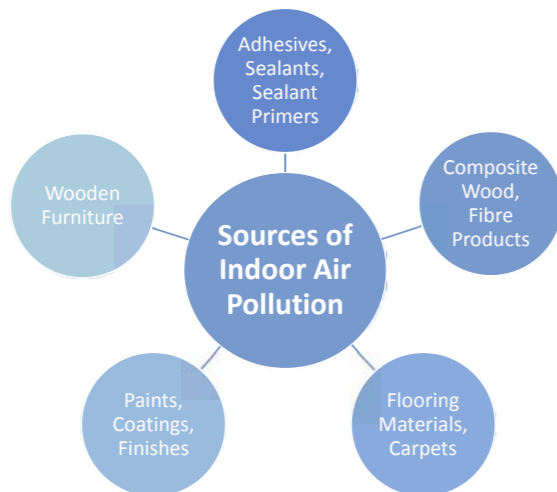 Adhesives,
Sealants,
Sealant
Primers
Composite
Wood,
Fibre
Products
Flooring
Materials,
Carpets
Paints,
Coatings,
Finishes
Wooden
Furniture
Sources of
Indoor Air
Pollution